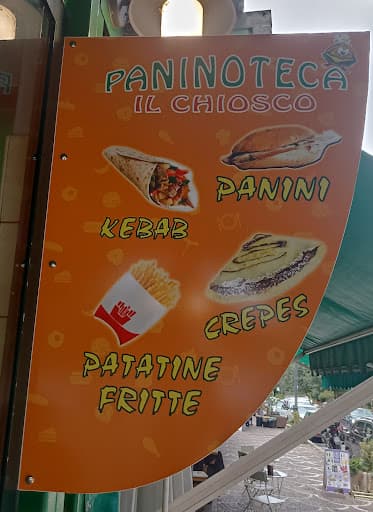 PANINOTECA
IL CHIOSCO
PANINI
KEBAB
CREPES
PATATINE
FRITTE